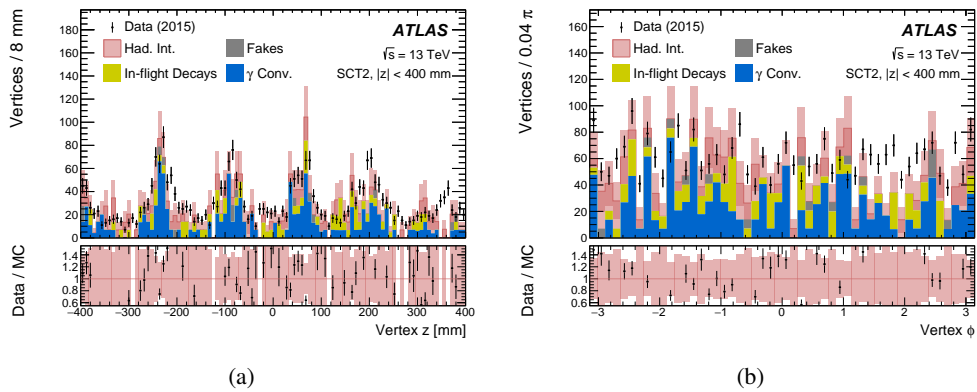 Vertices / 8 mm
180
160
140
120
100
80
60
40
20
0
Data (2015)
Had. Int.
Fakes
In-flight Decays
γ Conv.
ATLAS
√s = 13 TeV
SCT2, |z| < 400 mm
Data / MC
1.4
1.2
1
0.8
0.6
−400 −300 −200 −100 0 100 200 300 400
Vertex z [mm]
(a)
Vertices / 0.04 π
160
140
120
100
80
60
40
20
0
Data (2015)
Had. Int.
Fakes
In-flight Decays
γ Conv.
ATLAS
√s = 13 TeV
SCT2, |z| < 400 mm
Data / MC
1.4
1.2
1
0.8
0.6
−3 −2 −1 0 1 2 3
Vertex ϕ
(b)